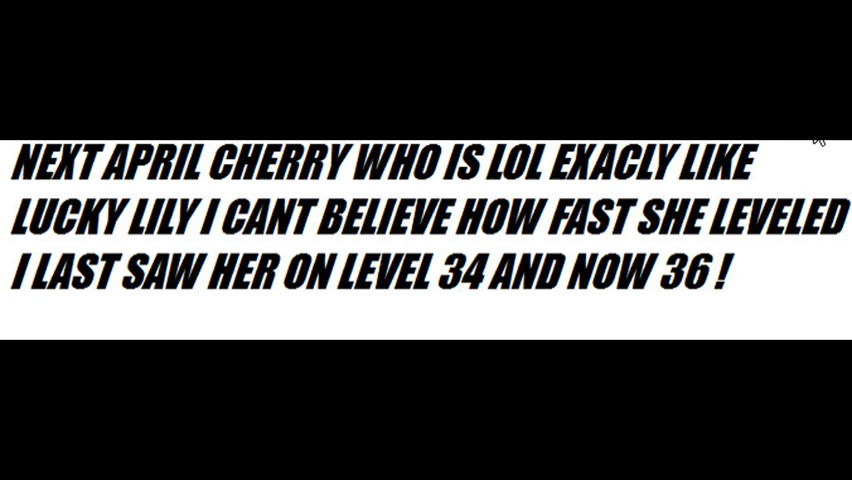 NEXT APRIL CHERRY WHO IS LOL EXACLY LIKE
LUCKY LILY I CANT BELIEVE HOW FAST SHE LEVELED
I LAST SAW HER ON LEVEL 34 AND NOW 36 !